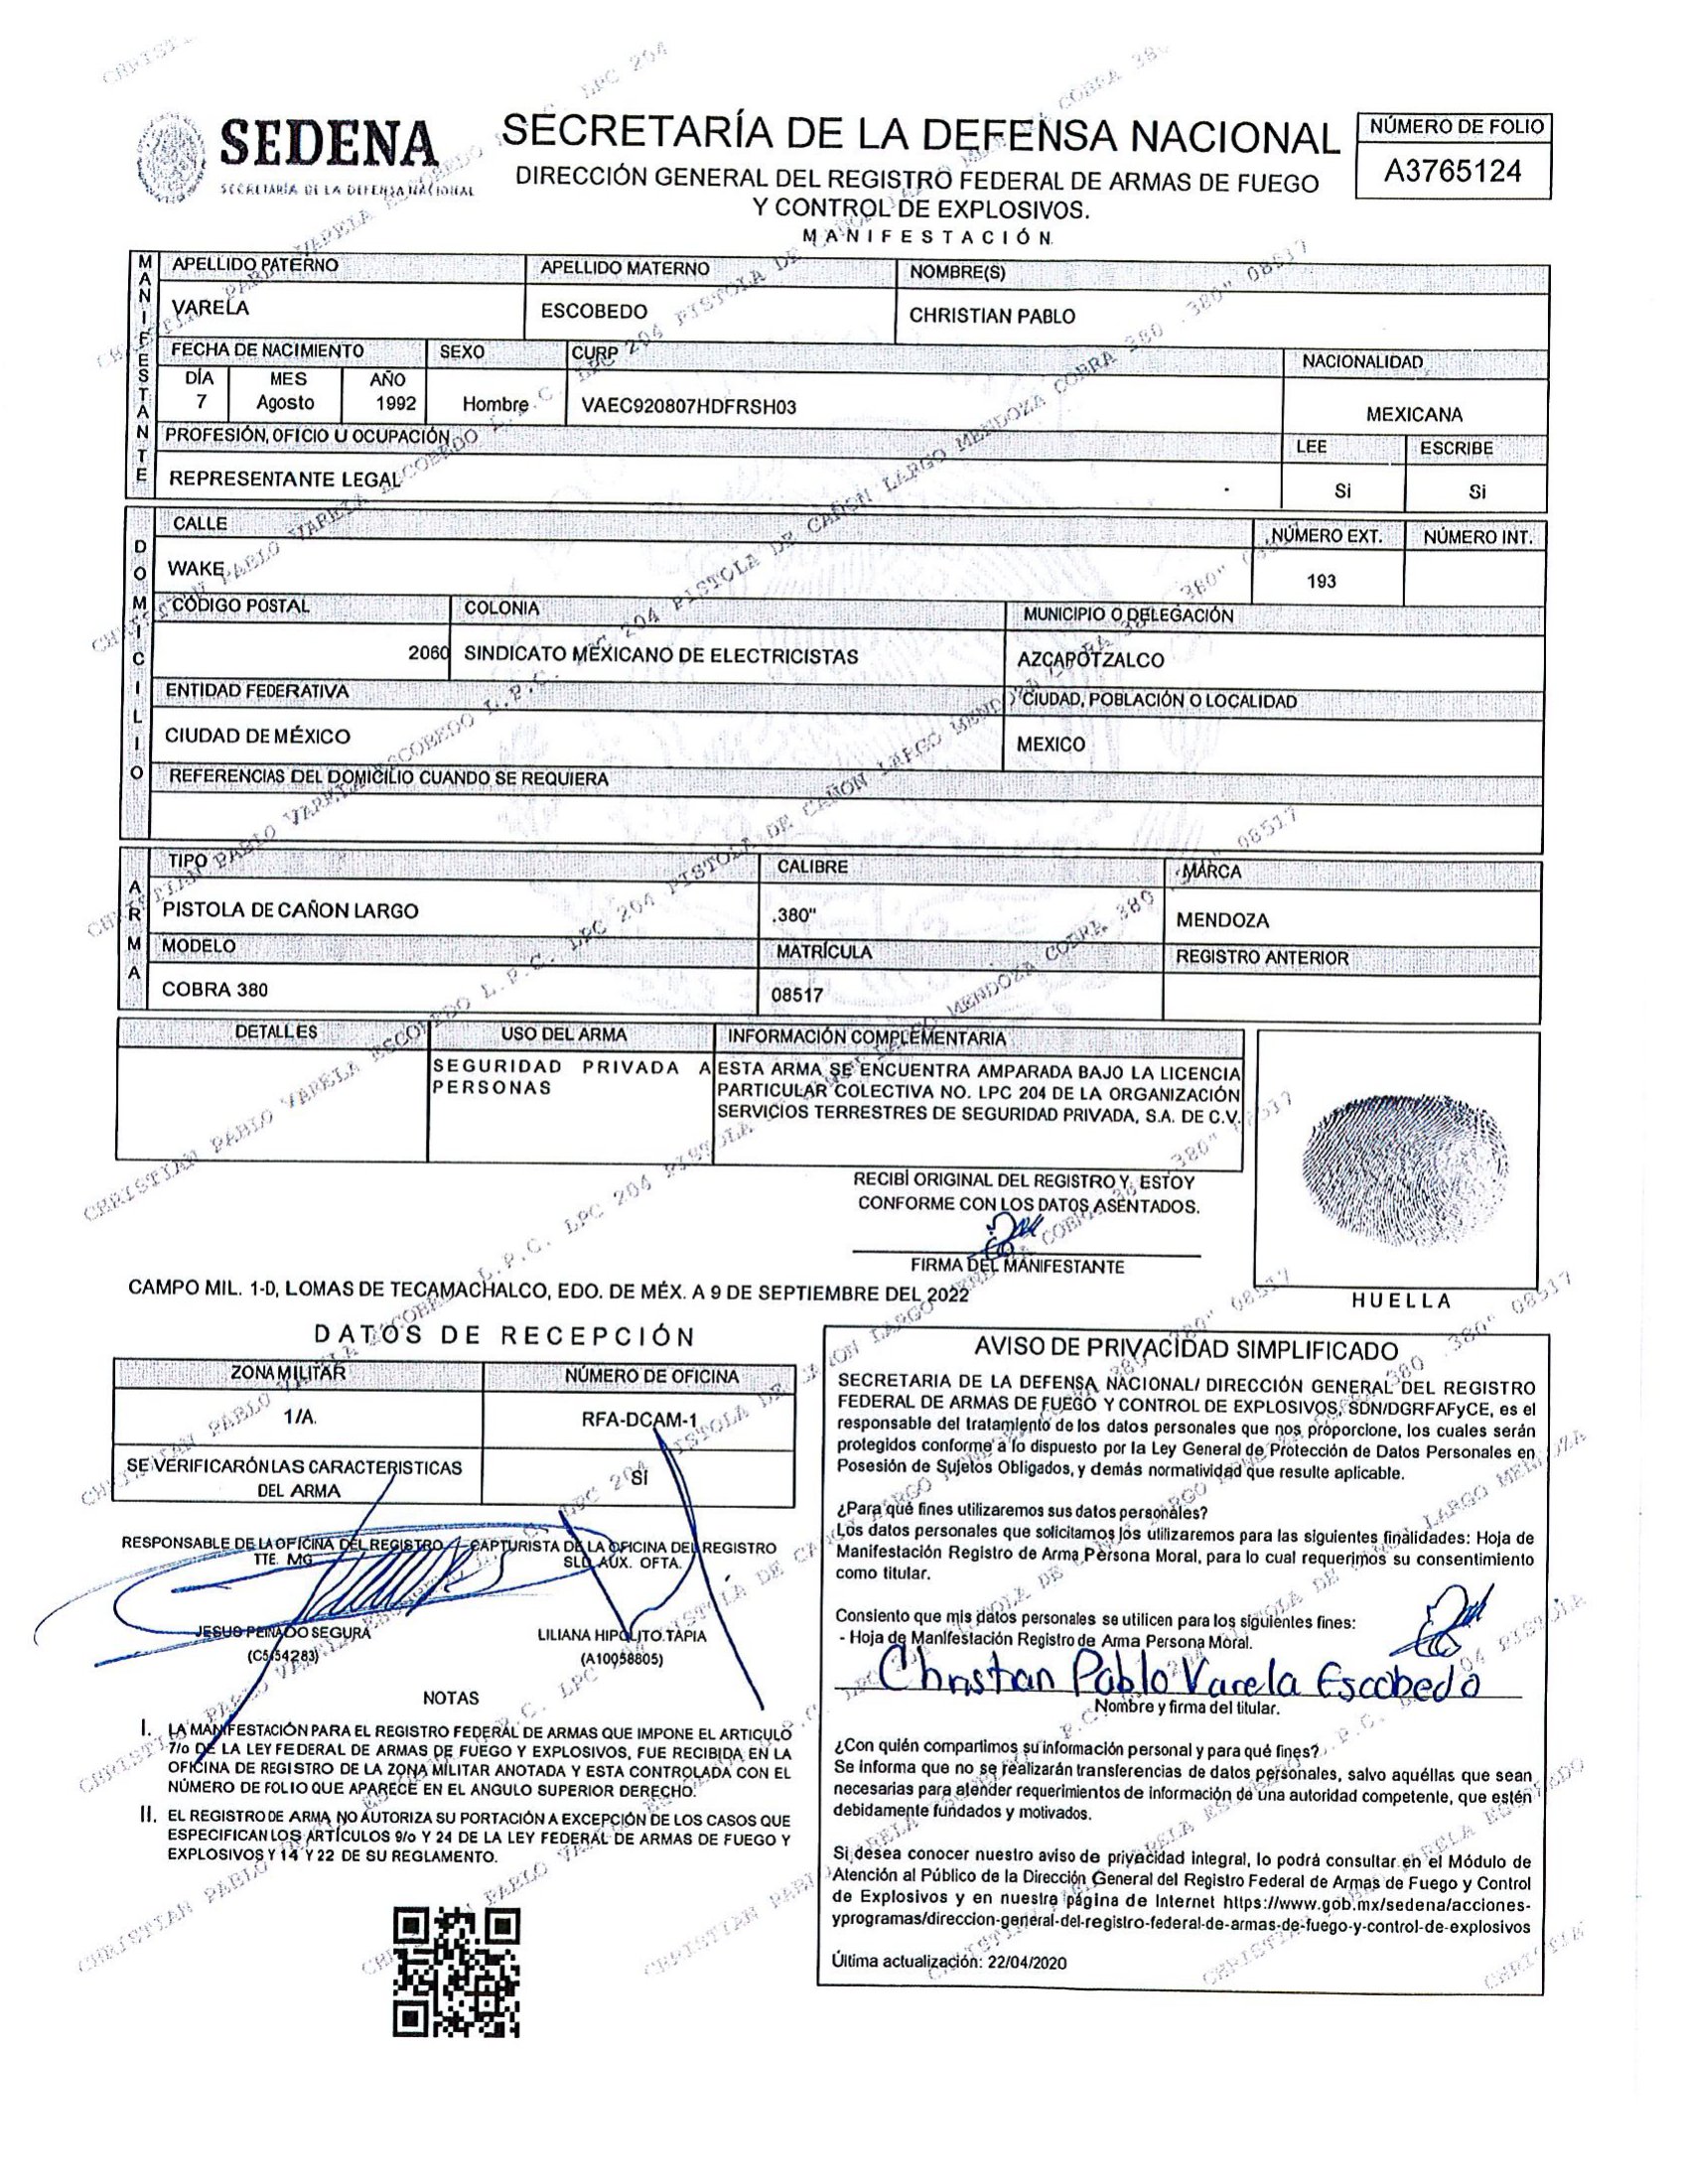 SEDENA
SECRETARÍA DE LA DEFENSA NACIONAL
SECRETARÍA DE LA DEFENSA NACIONAL
DIRECCIÓN GENERAL DEL REGISTRO FEDERAL DE ARMAS DE FUEGO
Y CONTROL DE EXPLOSIVOS.
MANIFESTACIÓN
NÚMERO DE FOLIO
A3765124
MANIFESTANTE
APELLIDO PATERNO APELLIDO MATERNO NOMBRE(S)
VARELA ESCOBEDO CHRISTIAN PABLO
FECHA DE NACIMIENTO SEXO CURP NACIONALIDAD
DÍA MES AÑO
7 Agosto 1992 Hombre VAEC920807HDFRSH03 MEXICANA
PROFESIÓN, OFICIO U OCUPACIÓN LEE ESCRIBE
REPRESENTANTE LEGAL Si Si
DOMICILIO
CALLE NÚMERO EXT. NÚMERO INT.
WAKE 193
CÓDIGO POSTAL COLONIA MUNICIPIO O DELEGACIÓN
2060 SINDICATO MEXICANO DE ELECTRICISTAS AZCAPOTZALCO
ENTIDAD FEDERATIVA CIUDAD, POBLACIÓN O LOCALIDAD
CIUDAD DE MÉXICO MEXICO
REFERENCIAS DEL DOMICILIO CUANDO SE REQUIERA
ARMA
TIPO CALIBRE MARCA
PISTOLA DE CAÑON LARGO .380" MENDOZA
MODELO MATRÍCULA REGISTRO ANTERIOR
COBRA 380 08517
DETALLES USO DEL ARMA INFORMACIÓN COMPLEMENTARIA
SEGURIDAD PRIVADA A
PERSONAS
ESTA ARMA SE ENCUENTRA AMPARADA BAJO LA LICENCIA
PARTICULAR COLECTIVA NO. LPC 204 DE LA ORGANIZACIÓN
SERVICIOS TERRESTRES DE SEGURIDAD PRIVADA, S.A. DE C.V.
RECIBÍ ORIGINAL DEL REGISTRO Y ESTOY
CONFORME CON LOS DATOS ASENTADOS.
FIRMA DEL MANIFESTANTE
HUELLA
CAMPO MIL. 1-D, LOMAS DE TECAMACHALCO, EDO. DE MÉX. A 9 DE SEPTIEMBRE DEL 2022
DATOS DE RECEPCIÓN
ZONA MILITAR NÚMERO DE OFICINA
1/A. RFA-DCAM-1
SE VERIFICARÓN LAS CARACTERISTICAS
DEL ARMA
SÍ
RESPONSABLE DE LA OFICINA DEL REGISTRO
TTE. MG.
CAPTURISTA DE LA OFICINA DEL REGISTRO
SLD. AUX. OFTA.
JESUS PEINADO SEGURA
(C5454283)
LILIANA HIPOLITO TAPIA
(A10058805)
NOTAS
I. LA MANIFESTACIÓN PARA EL REGISTRO FEDERAL DE ARMAS QUE IMPONE EL ARTICULO
7/o DE LA LEY FEDERAL DE ARMAS DE FUEGO Y EXPLOSIVOS, FUE RECIBIDA EN LA
OFICINA DE REGISTRO DE LA ZONA MILITAR ANOTADA Y ESTA CONTROLADA CON EL
NÚMERO DE FOLIO QUE APARECE EN EL ANGULO SUPERIOR DERECHO.
II. EL REGISTRO DE ARMA NO AUTORIZA SU PORTACIÓN A EXCEPCIÓN DE LOS CASOS QUE
ESPECIFICAN LOS ARTÍCULOS 9/o Y 24 DE LA LEY FEDERAL DE ARMAS DE FUEGO Y
EXPLOSIVOS Y 14 Y 22 DE SU REGLAMENTO.
AVISO DE PRIVACIDAD SIMPLIFICADO
SECRETARIA DE LA DEFENSA NACIONAL/ DIRECCIÓN GENERAL DEL REGISTRO
FEDERAL DE ARMAS DE FUEGO Y CONTROL DE EXPLOSIVOS, SDN/DGRFAFyCE, es el
responsable del tratamiento de los datos personales que nos proporcione, los cuales serán
protegidos conforme a lo dispuesto por la Ley General de Protección de Datos Personales en
Posesión de Sujetos Obligados, y demás normatividad que resulte aplicable.
¿Para qué fines utilizaremos sus datos personales?
Los datos personales que solicitamos los utilizaremos para las siguientes finalidades: Hoja de
Manifestación Registro de Arma Persona Moral, para lo cual requerimos su consentimiento
como titular.
Consiento que mis datos personales se utilicen para los siguientes fines:
- Hoja de Manifestación Registro de Arma Persona Moral.
Christian Pablo Varela Escobedo
Nombre y firma del titular.
¿Con quién compartimos su información personal y para qué fines?
Se informa que no se realizarán transferencias de datos personales, salvo aquéllas que sean
necesarias para atender requerimientos de información de una autoridad competente, que estén
debidamente fundados y motivados.
Si desea conocer nuestro aviso de privacidad integral, lo podrá consultar en el Módulo de
Atención al Público de la Dirección General del Registro Federal de Armas de Fuego y Control
de Explosivos y en nuestra página de Internet https://www.gob.mx/sedena/acciones-
yprogramas/direccion-general-del-registro-federal-de-armas-de-fuego-y-control-de-explosivos
Última actualización: 22/04/2020